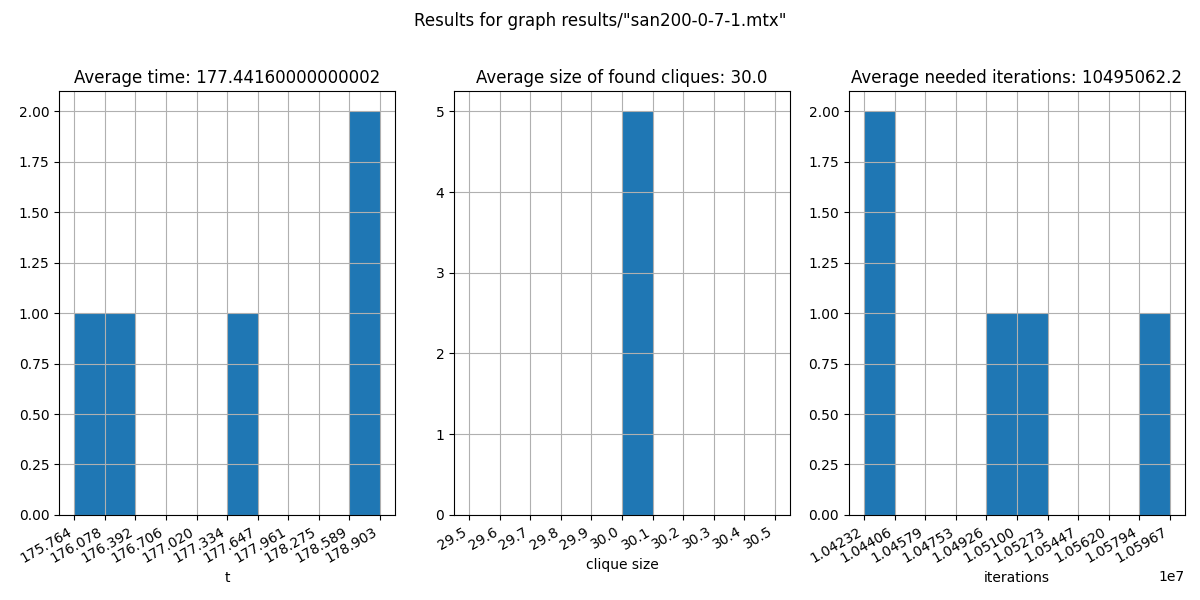 Results for graph results/"san200-0-7-1.mtx"
Average time: 177.44160000000002
2.00
1.75
1.50
1.25
1.00
0.75
0.50
0.25
0.00
175.764 176.078 176.392 176.706 177.020 177.334 177.647 177.961 178.275 178.589 178.903
t
Average size of found cliques: 30.0
5
4
3
2
1
0
29.5 29.6 29.7 29.8 29.9 30.0 30.1 30.2 30.3 30.4 30.5
clique size
Average needed iterations: 10495062.2
2.00
1.75
1.50
1.25
1.00
0.75
0.50
0.25
0.00
1.04232 1.04406 1.04579 1.04753 1.04926 1.05100 1.05273 1.05447 1.05620 1.05794 1.05967
iterations
1e7